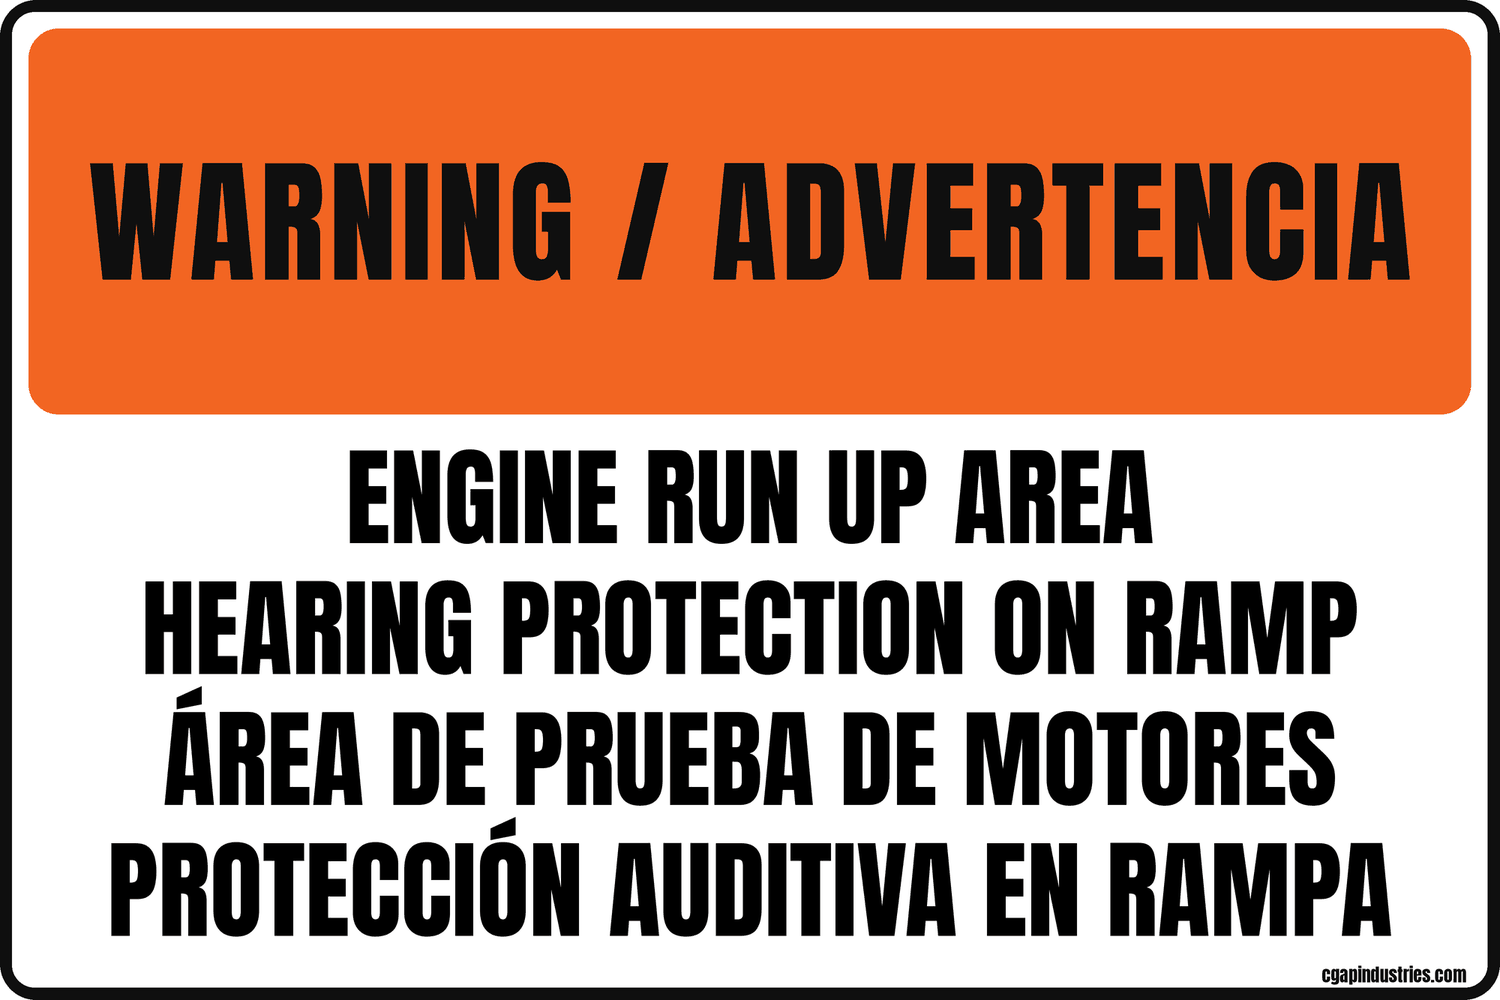 WARNING / ADVERTENCIA
ENGINE RUN UP AREA
HEARING PROTECTION ON RAMP
ÁREA DE PRUEBA DE MOTORES
PROTECCIÓN AUDITIVA EN RAMPA
cgapindustries.com